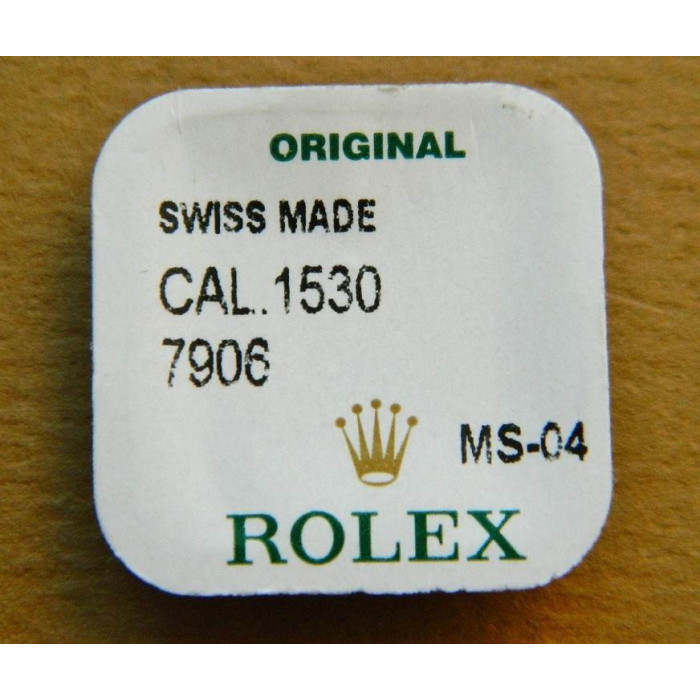 ORIGINAL
SWISS MADE
CAL..1530
7906
MS-04
ROLEX